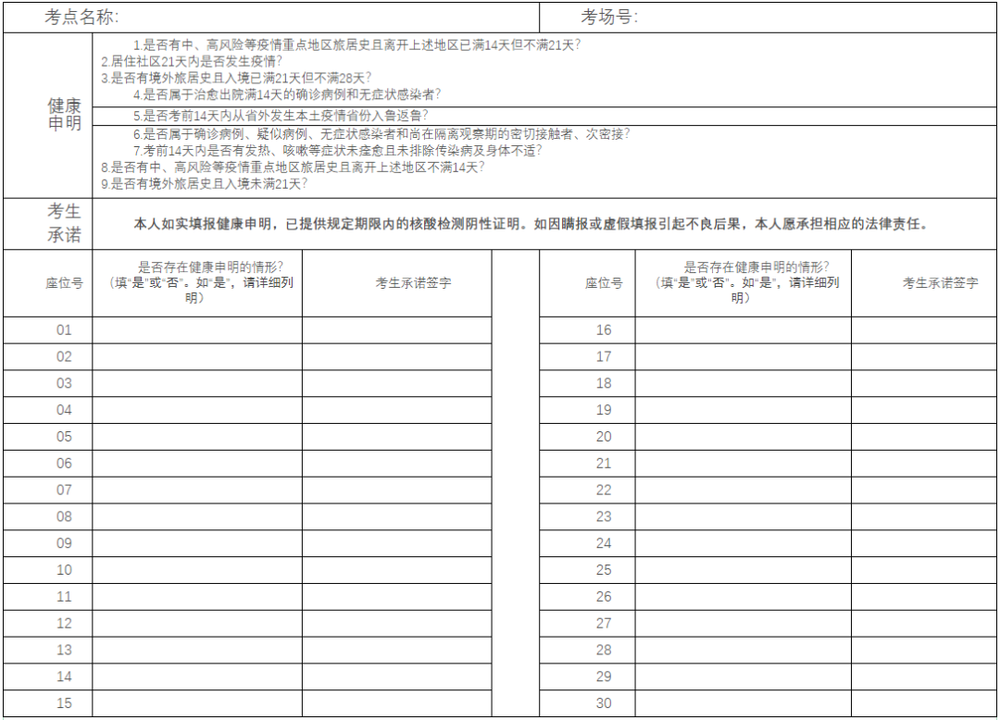 考点名称：
考场号：
健康
申明
1.是否有中、高风险等疫情重点地区旅居史且离开上述地区已满14天但不满21天？
2.居住社区21天内是否发生疫情？
3.是否有境外旅居史且入境已满21天但不满28天？
4.是否属于治愈出院满14天的确诊病例和无症状感染者？
5.是否考前14天内从省外发生本土疫情省份入鲁返鲁？
6.是否属于确诊病例、疑似病例、无症状感染者和尚在隔离观察期的密切接触者、次密接？
7.考前14天内是否有发热、咳嗽等症状未痊愈且未排除传染病及身体不适？
8.是否有中、高风险等疫情重点地区旅居史且离开上述地区不满14天？
9.是否有境外旅居史且入境未满21天？
考生
承诺
本人如实填报健康申明，已提供规定期限内的核酸检测阴性证明。如因瞒报或虚假填报引起不良后果，本人愿承担相应的法律责任。
座位号
是否存在健康申明的情形？
（填“是”或“否”。如“是”，请详细列
明）
考生承诺签字
座位号
是否存在健康申明的情形？
（填“是”或“否”。如“是”，请详细列
明）
考生承诺签字
01
16
02
17
03
18
04
19
05
20
06
21
07
22
08
23
09
24
10
25
11
26
12
27
13
28
14
29
15
30